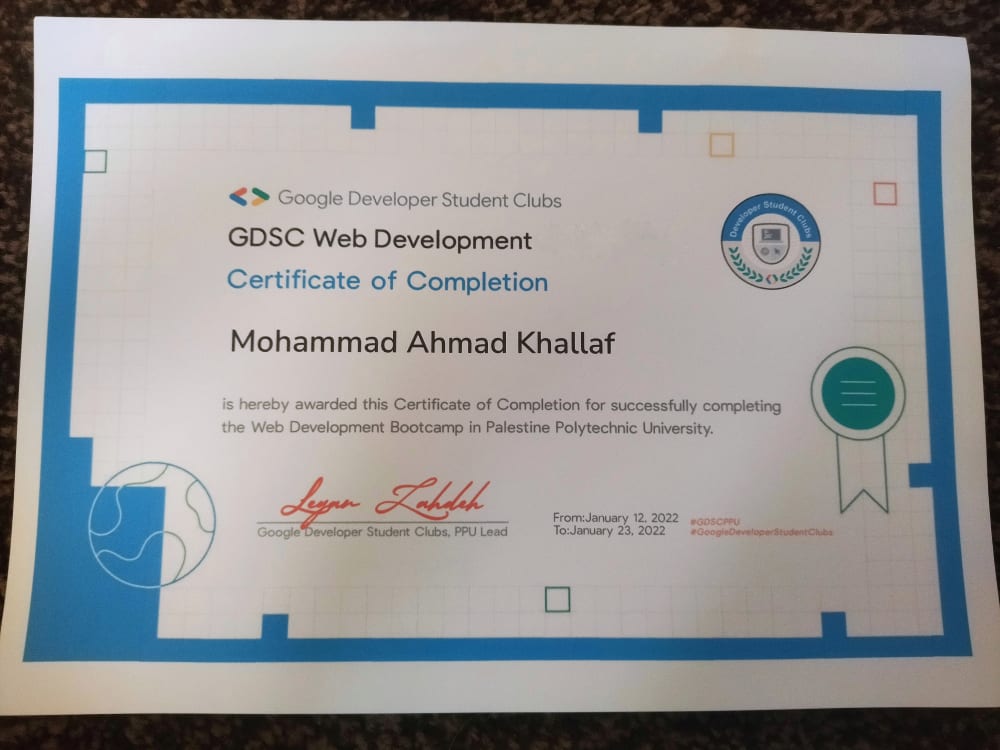 Google Developer Student Clubs
Developer Student Clubs
GDSC Web Development
Certificate of Completion
Mohammad Ahmad Khallaf
is hereby awarded this Certificate of Completion for successfully completing
the Web Development Bootcamp in Palestine Polytechnic University.
Leyan Zahdeh
Google Developer Student Clubs, PPU Lead
From:January 12, 2022
To:January 23, 2022
#GDSCPPU
#GoogleDeveloperStudentClubs